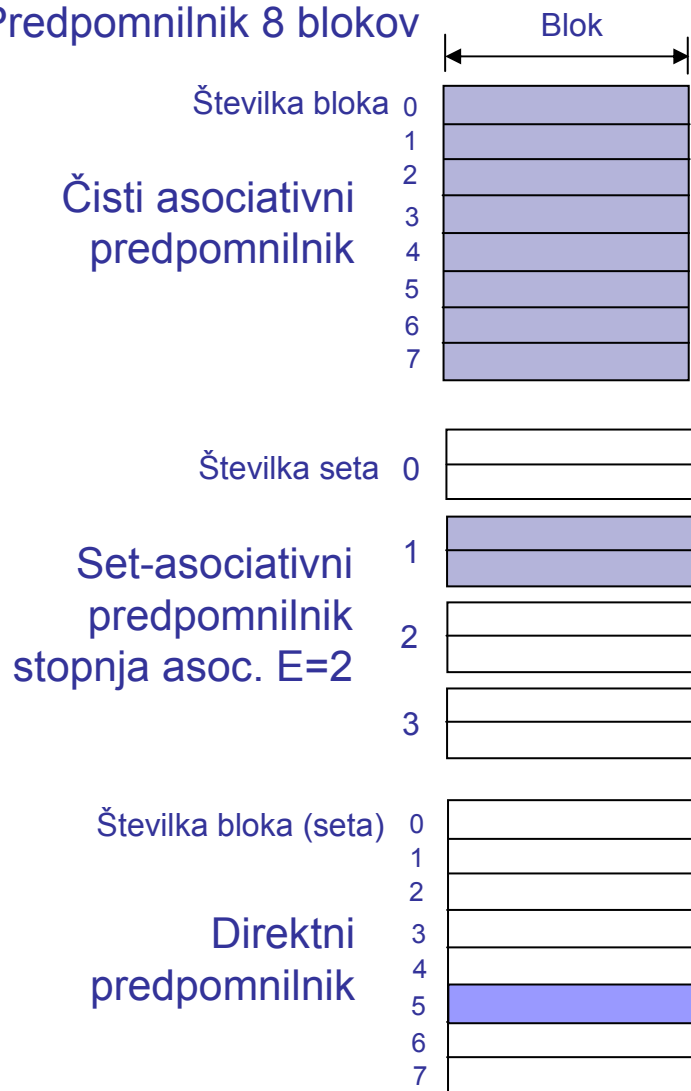 Predpomnilnik 8 blokov
Blok
Številka bloka 0
1
2
3
4
5
6
7
Čisti asociativni
predpomnilnik
Številka seta 0
1
2
3
Set-asociativni
predpomnilnik
stopnja asoc. E=2
Številka bloka (seta) 0
1
2
3
4
5
6
7
Direktni
predpomnilnik